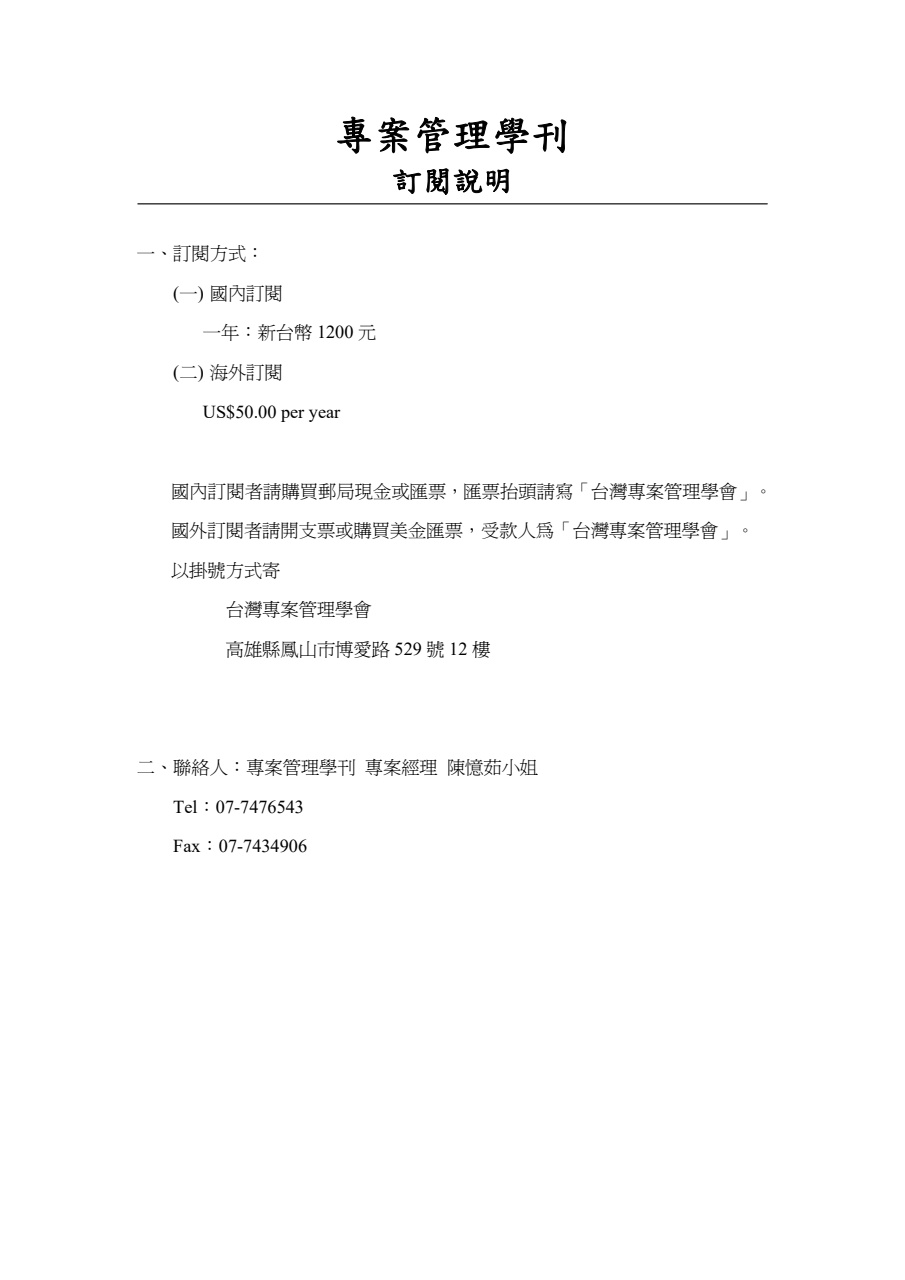 專案管理學刊
訂閱說明
一、訂閱方式：
(一) 國內訂閱
一年：新台幣 1200 元
(二) 海外訂閱
US$50.00 per year
國內訂閱者請購買郵局現金或匯票，匯票抬頭請寫「台灣專案管理學會」。
國外訂閱者請開支票或購買美金匯票，受款人為「台灣專案管理學會」。
以掛號方式寄
台灣專案管理學會
高雄縣鳳山市博愛路 529 號 12 樓
二、聯絡人：專案管理學刊 專案經理 陳憶茹小姐
Tel：07-7476543
Fax：07-7434906